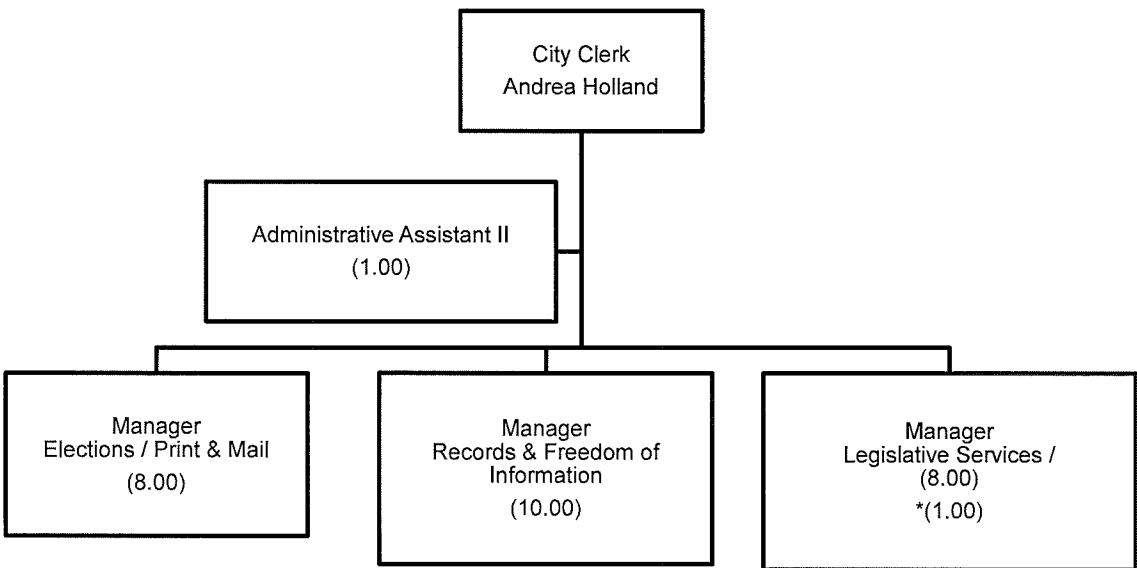 City Clerk
Andrea Holland
Administrative Assistant II
(1.00)
Manager
Elections / Print & Mail
(8.00)
Manager
Records & Freedom of
Information
(10.00)
Manager
Legislative Services /
(8.00)
*(1.00)